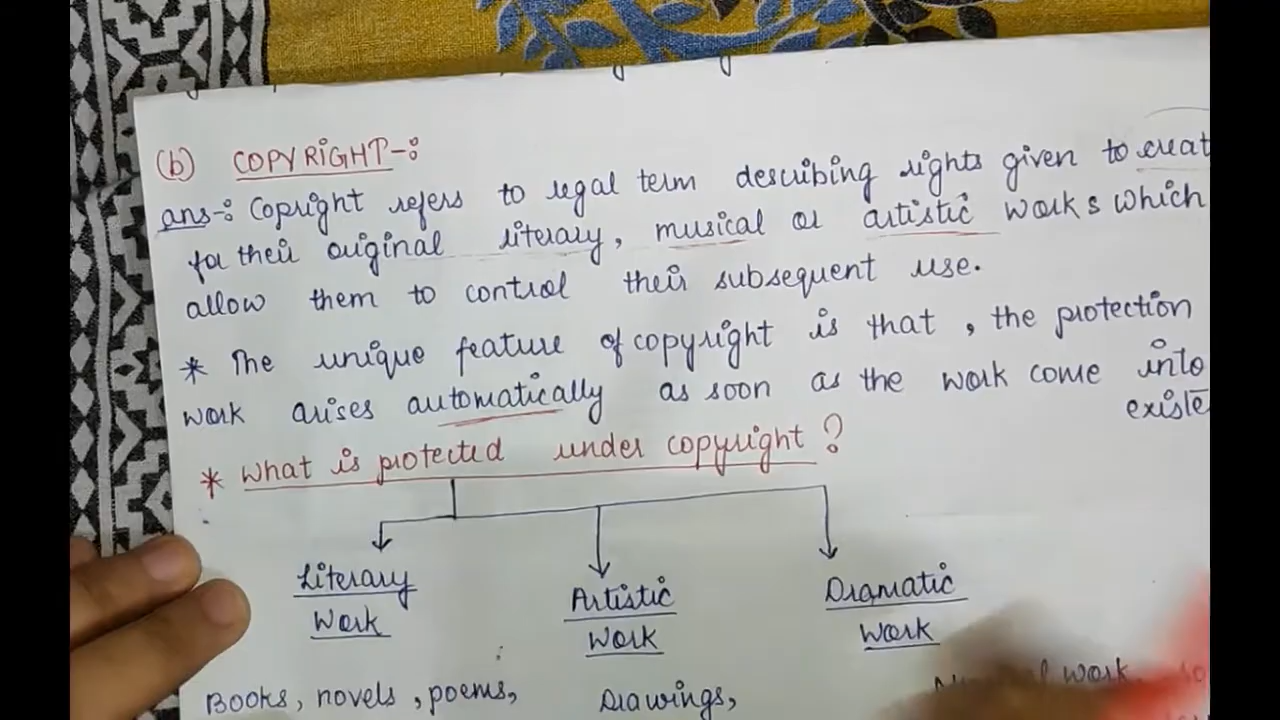 (b) COPYRIGHT-:
ans-: Copyright refers to legal term describing rights given to creat
for their original literary, musical or artistic works which
allow them to control their subsequent use.
* The unique feature of copyright is that, the protection
work arises automatically as soon as the work come into
existe
* What is protected under copyright?
Literary Work
Artistic Work
Dramatic Work
Books, novels, poems,
Drawings,
work,